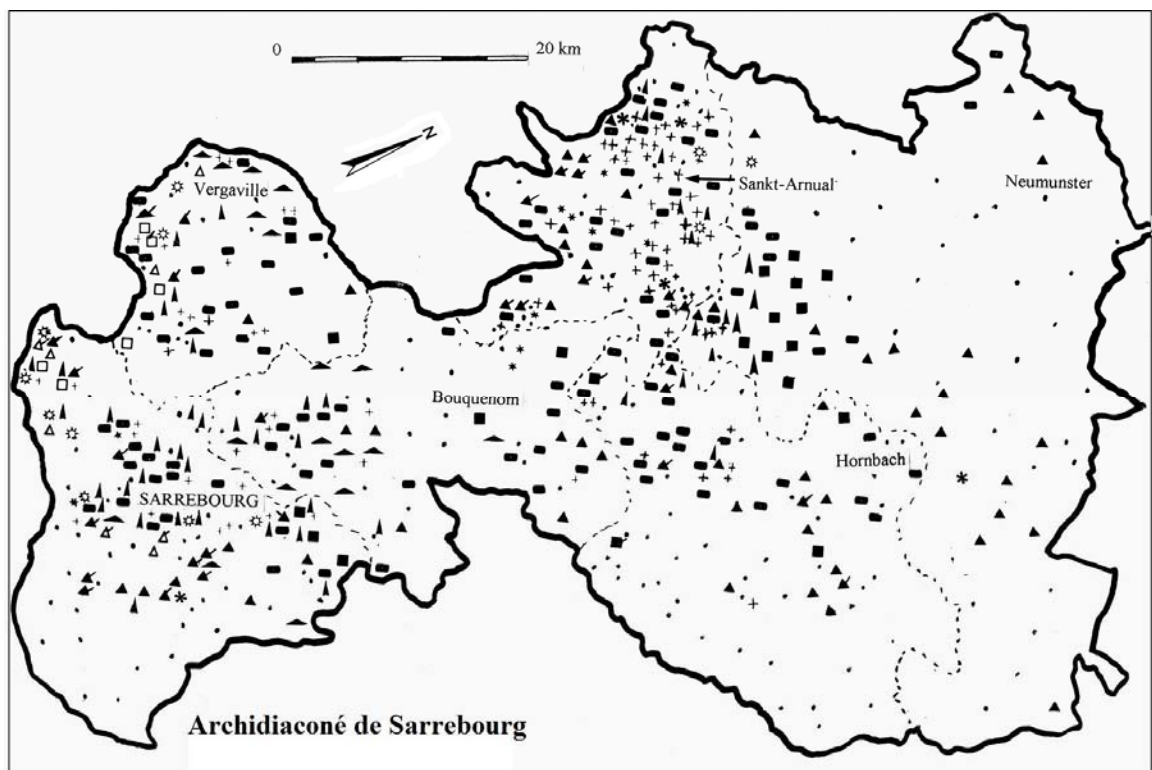 0 20 km
N
Vergaville
Sankt-Arnual
Neumunster
Bouquenom
Hornbach
SARREBOURG
Archidiaconé de Sarrebourg